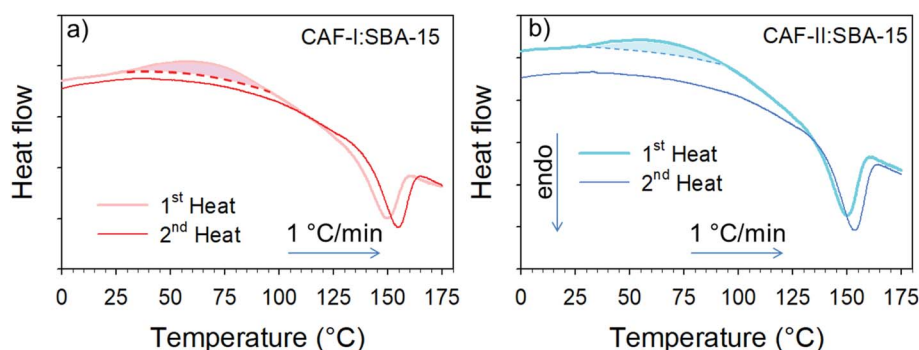 a)
CAF-I:SBA-15
Heat flow
1st Heat
2nd Heat
1 °C/min
0 25 50 75 100 125 150 175
Temperature (°C)
b)
CAF-II:SBA-15
Heat flow
endo
1st Heat
2nd Heat
1 °C/min
0 25 50 75 100 125 150 175
Temperature (°C)